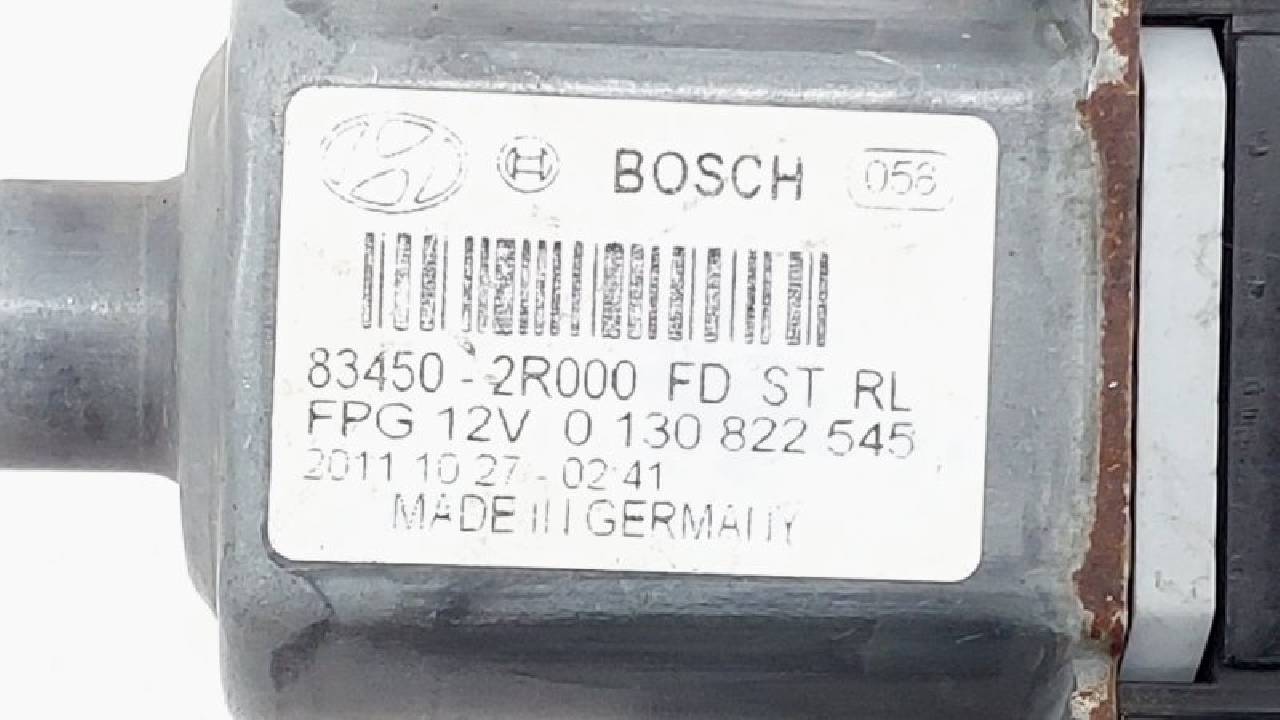 BOSCH 056
83450 - 2R000 FD ST RL
FPG 12V 0 130 822 545
2011 10 27 - 02:41
MADE IN GERMANY